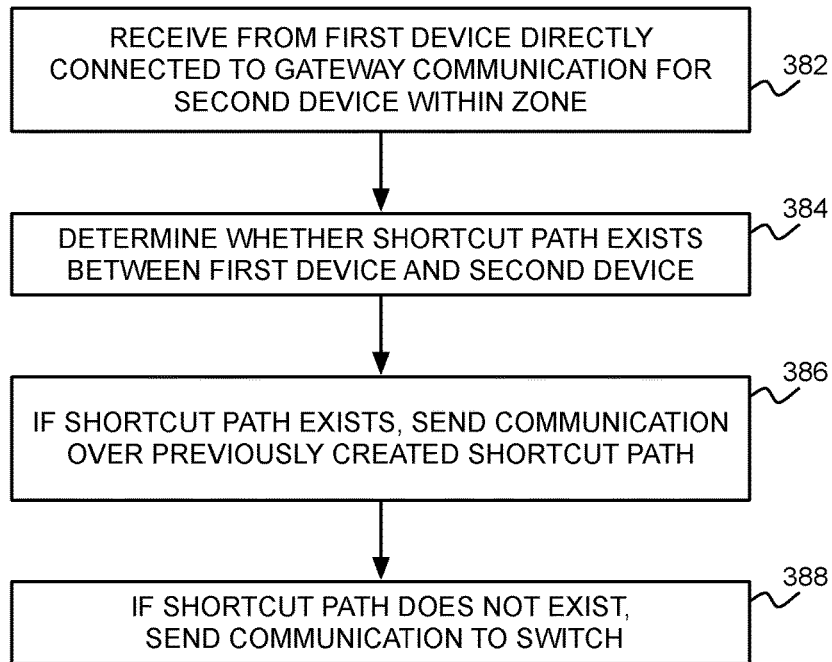 RECEIVE FROM FIRST DEVICE DIRECTLY
CONNECTED TO GATEWAY COMMUNICATION FOR
SECOND DEVICE WITHIN ZONE
382
DETERMINE WHETHER SHORTCUT PATH EXISTS
BETWEEN FIRST DEVICE AND SECOND DEVICE
384
IF SHORTCUT PATH EXISTS, SEND COMMUNICATION
OVER PREVIOUSLY CREATED SHORTCUT PATH
386
IF SHORTCUT PATH DOES NOT EXIST,
SEND COMMUNICATION TO SWITCH
388